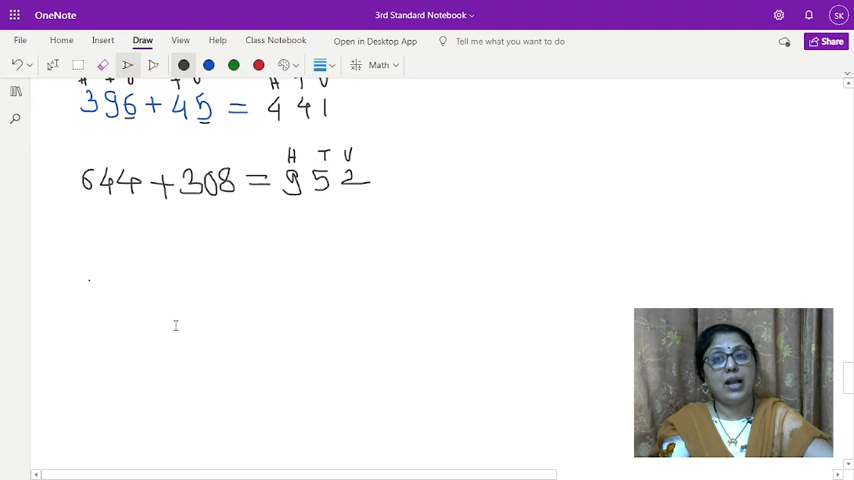 OneNote
3rd Standard Notebook
SK
File Home Insert Draw View Help Class Notebook Open in Desktop App Tell me what you want to do Share
Math
H T U T U H T U
396 + 45 = 441
H T U
644 + 308 = 952